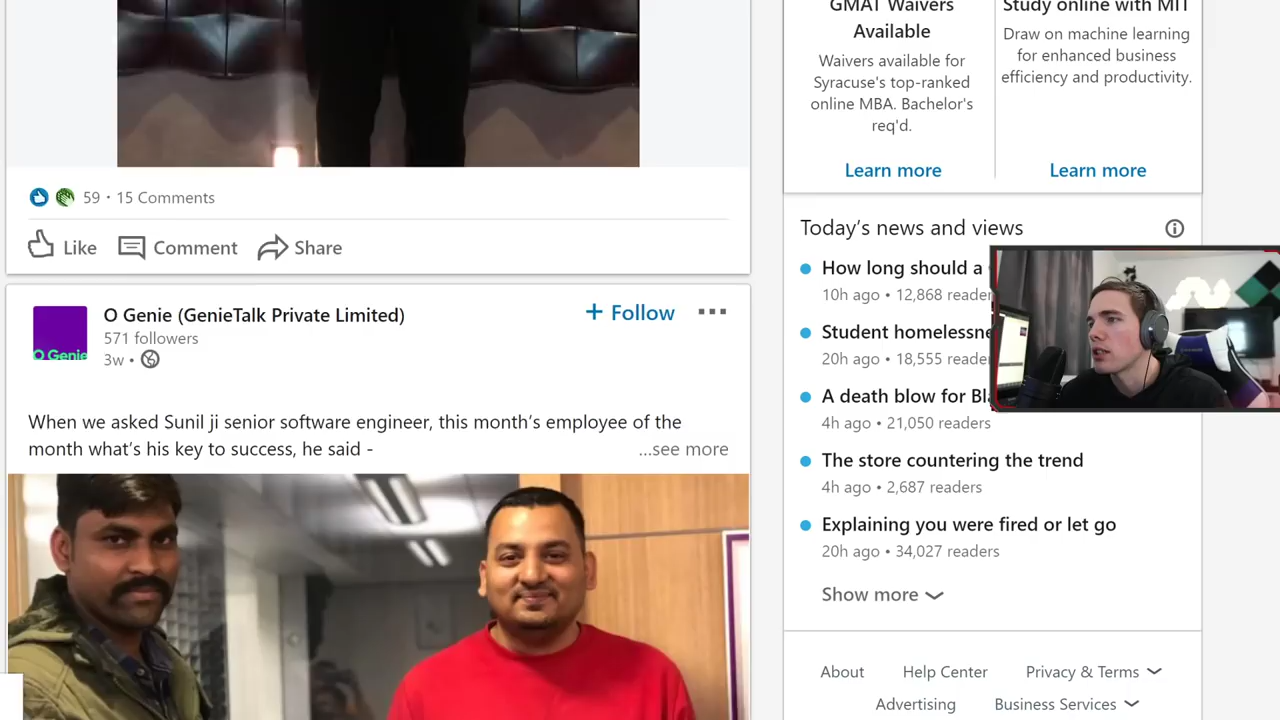 GMAT Waivers
Available
Waivers available for
Syracuse's top-ranked
online MBA. Bachelor's
req'd.
Learn more
Study online with MIT
Draw on machine learning
for enhanced business
efficiency and productivity.
Learn more
59 • 15 Comments
Like Comment Share
O Genie
O Genie (GenieTalk Private Limited)
571 followers
3w •
+ Follow
When we asked Sunil ji senior software engineer, this month’s employee of the
month what’s his key to success, he said -
...see more
Today’s news and views
How long should a
10h ago • 12,868 reader
Student homelessne
20h ago • 18,555 reade
A death blow for Bl
4h ago • 21,050 readers
The store countering the trend
4h ago • 2,687 readers
Explaining you were fired or let go
20h ago • 34,027 readers
Show more
About Help Center Privacy & Terms
Advertising Business Services